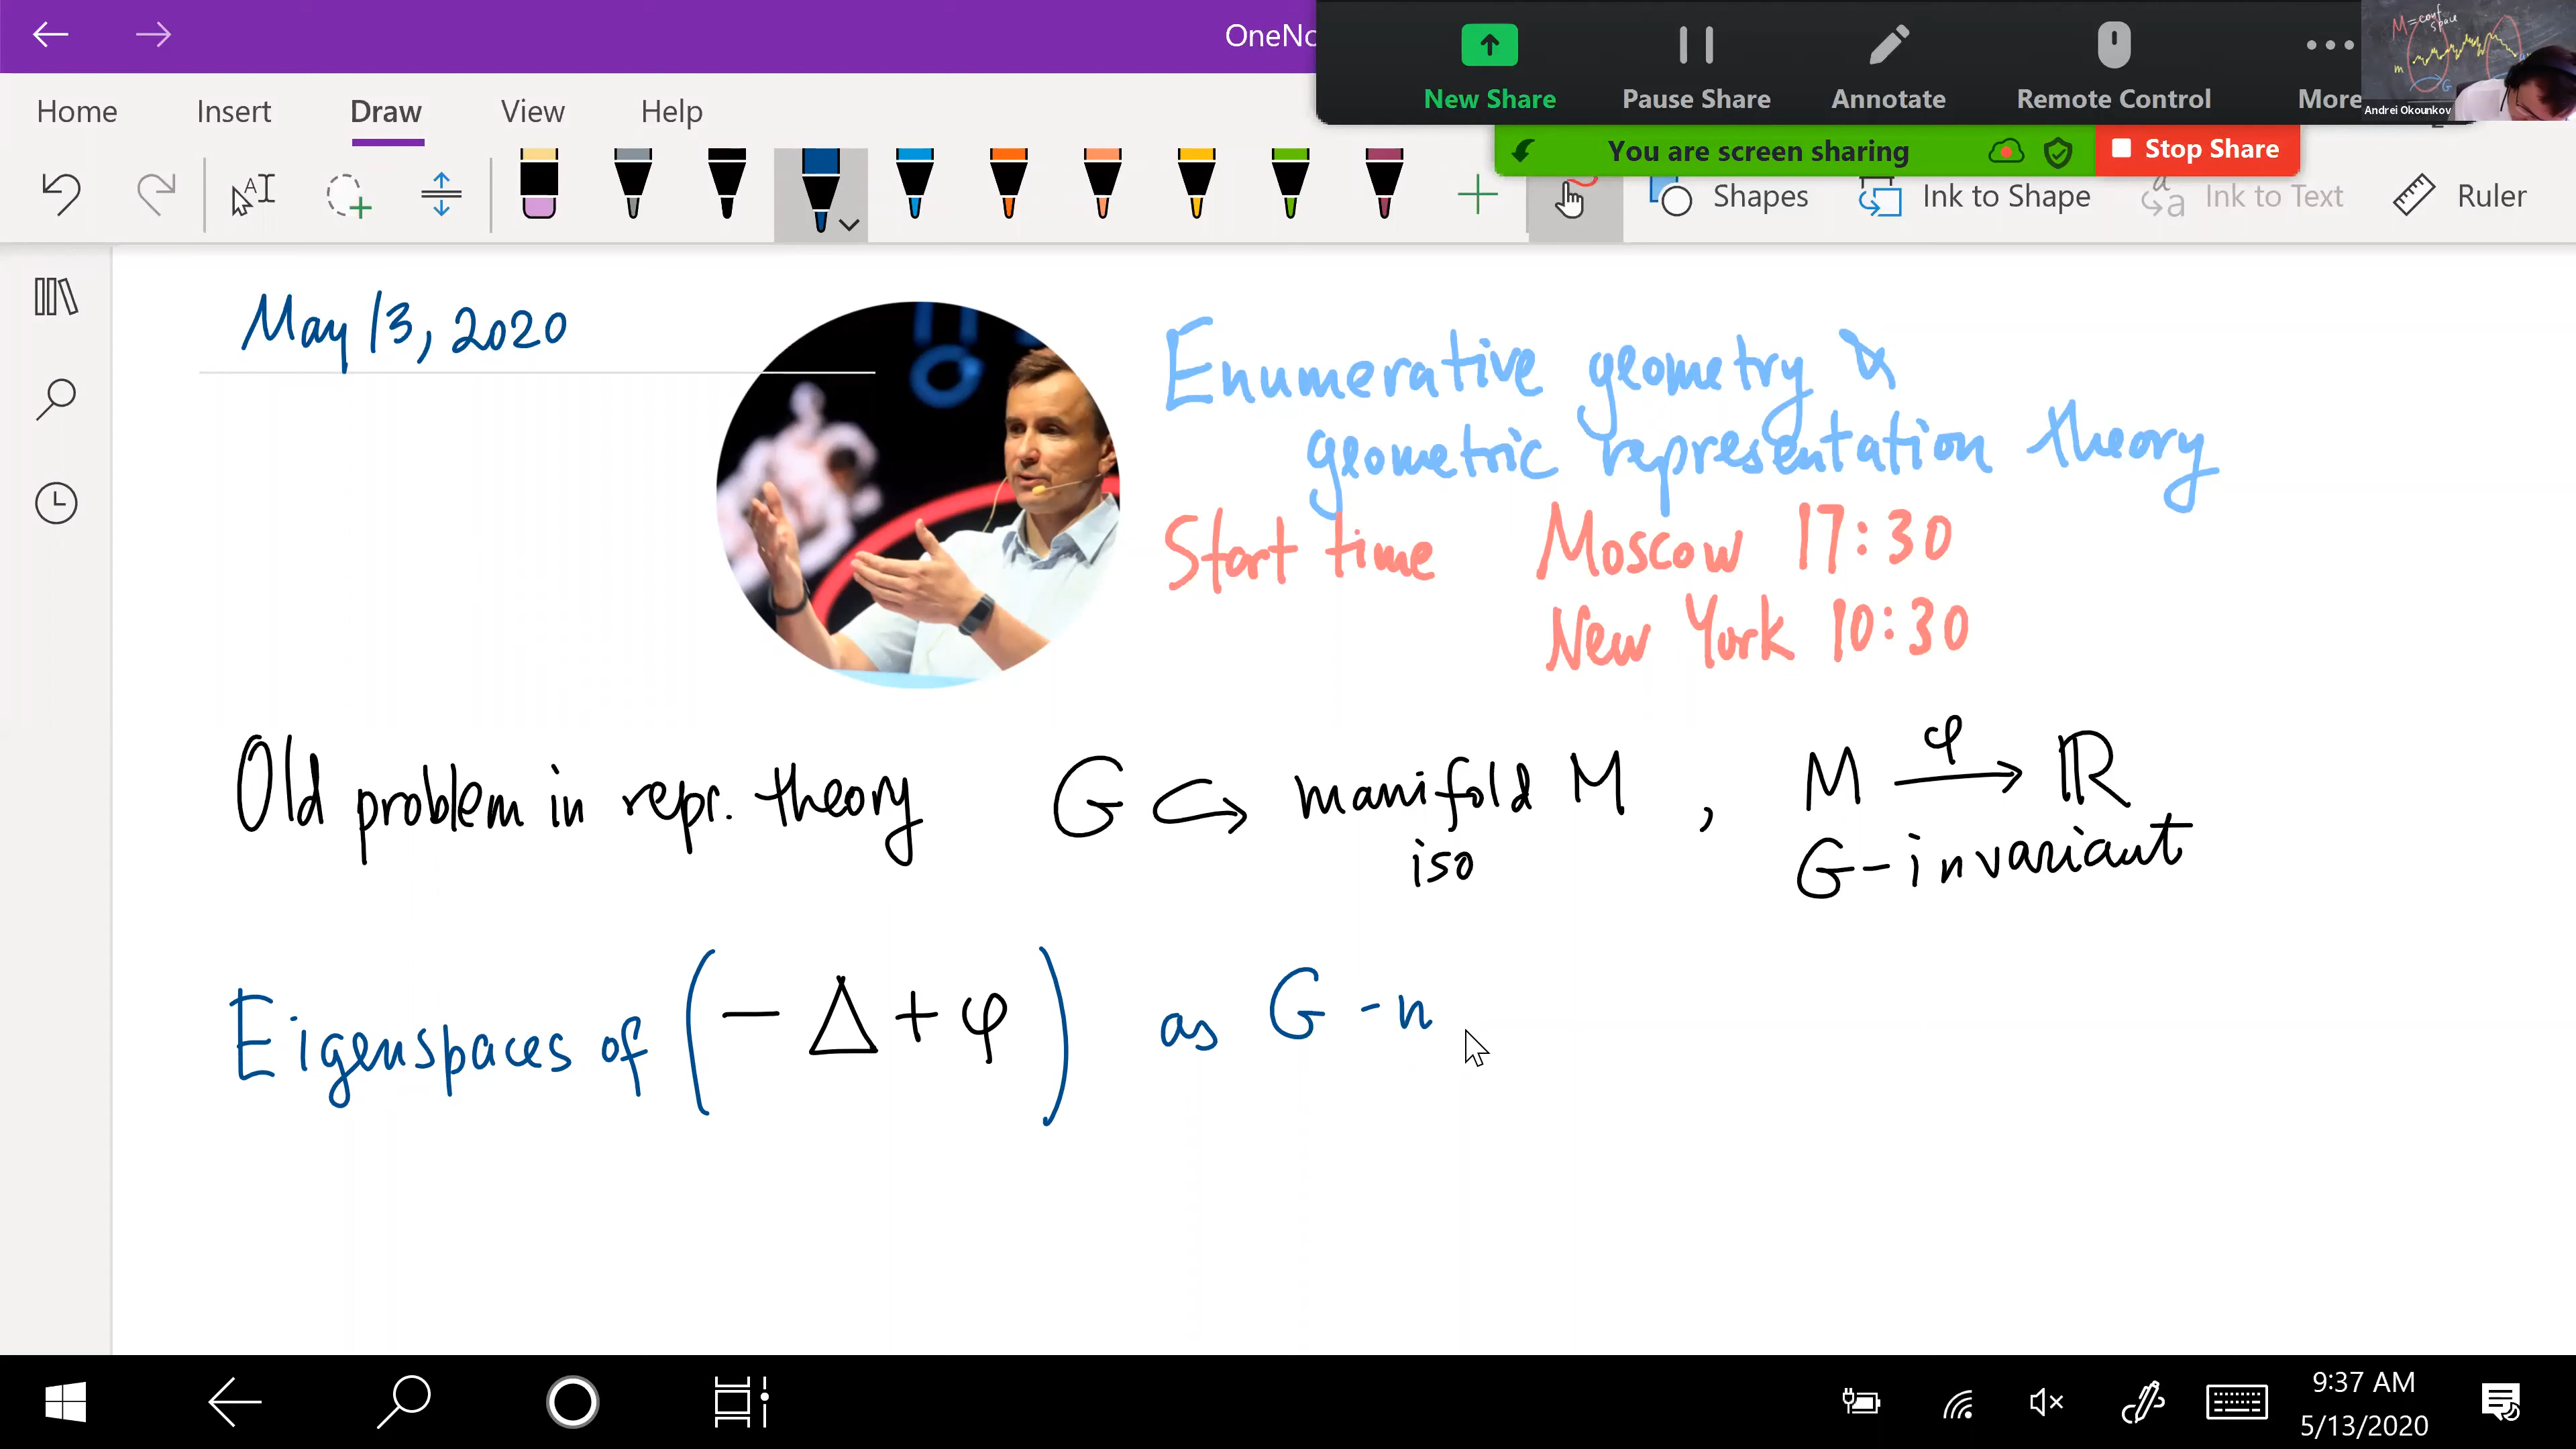 OneNo
New Share
Pause Share
Annotate
Remote Control
More
M = conf space
m
G
Andrei Okounkov
You are screen sharing
Stop Share
Home
Insert
Draw
View
Help
Shapes
Ink to Shape
Ink to Text
Ruler
May 13, 2020
Enumerative geometry &
geometric representation theory
Start time Moscow 17:30
New York 10:30
Old problem in repr. theory G ↪ manifold M , M →^φ ℝ
iso G-invariant
Eigenspaces of (− Δ + φ) as G - n
9:37 AM
5/13/2020